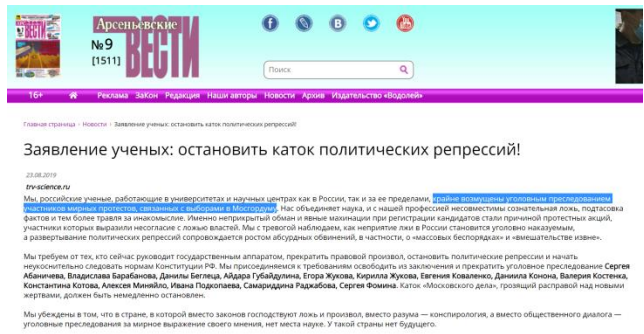 Арсеньевские
ВЕСТИ
№9
[1511]
Поиск
16+ Реклама ЗаКон Редакция Наши авторы Новости Архив Издательство «Водолей»
Главная страница › Новости › Заявление ученых: остановить каток политических репрессий!
Заявление ученых: остановить каток политических репрессий!
23.08.2019
trv-science.ru
Мы, российские ученые, работающие в университетах и научных центрах как в России, так и за ее пределами, крайне возмущены уголовным преследованием
участников мирных протестов, связанных с выборами в Мосгордуму. Нас объединяет наука, и с нашей профессией несовместимы сознательная ложь, подтасовка
фактов и тем более травля за инакомыслие. Именно неприкрытый обман и явные махинации при регистрации кандидатов стали причиной протестных акций,
участники которых выразили несогласие с ложью властей. Мы с тревогой наблюдаем, как неприятие лжи в России становится уголовно наказуемым,
а развертывание политических репрессий сопровождается ростом абсурдных обвинений, в частности, о «массовых беспорядках» и «вмешательстве извне».
Мы требуем от тех, кто сейчас руководит государственным аппаратом, прекратить правовой произвол, остановить политические репрессии и начать
неукоснительно следовать нормам Конституции РФ. Мы присоединяемся к требованиям освободить из заключения и прекратить уголовное преследование Сергея
Абаничева, Владислава Барабанова, Данилы Беглеца, Айдара Губайдулина, Егора Жукова, Кирилла Жукова, Евгения Коваленко, Даниила Конона, Валерия Костенка,
Константина Котова, Алексея Миняйло, Ивана Подкопаева, Самариддина Раджабова, Сергея Фомина. Каток «Московского дела», грозящий расправой над новыми
жертвами, должен быть немедленно остановлен.
Мы убеждены в том, что в стране, в которой вместо законов господствуют ложь и произвол, вместо разума — конспирология, а вместо общественного диалога —
уголовные преследования за мирное выражение своего мнения, нет места науке. У такой страны нет будущего.